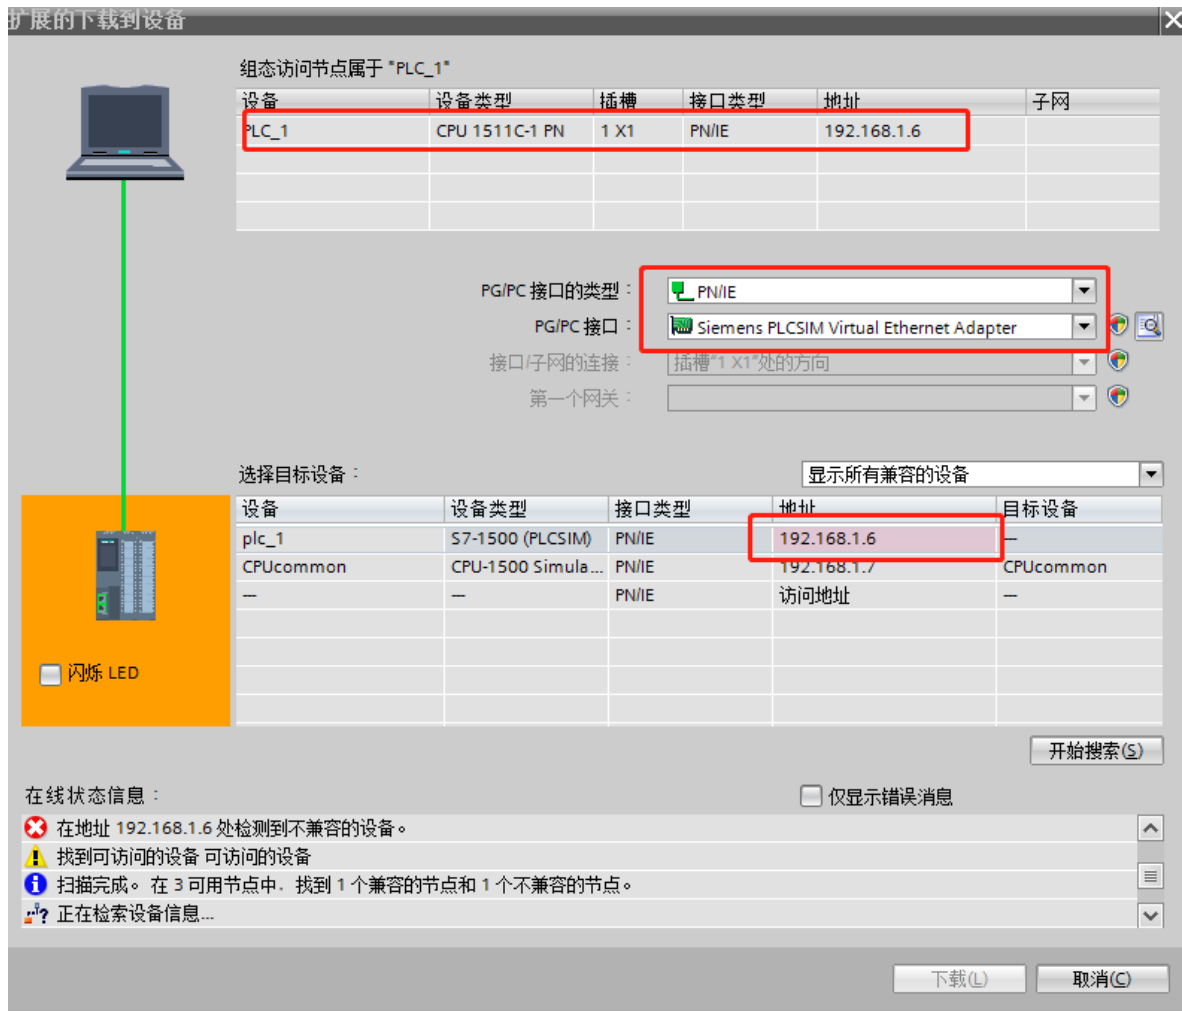 扩展的下载到设备
组态访问节点属于 "PLC_1"
设备 设备类型 插槽 接口类型 地址 子网
PLC_1 CPU 1511C-1 PN 1 X1 PN/IE 192.168.1.6
PG/PC 接口的类型： PN/IE
PG/PC 接口： Siemens PLCSIM Virtual Ethernet Adapter
接口/子网的连接： 插槽"1 X1"处的方向
第一个网关：
选择目标设备： 显示所有兼容的设备
设备 设备类型 接口类型 地址 目标设备
plc_1 S7-1500 (PLCSIM) PN/IE 192.168.1.6 —
CPUcommon CPU-1500 Simula... PN/IE 192.168.1.7 CPUcommon
— — PN/IE 访问地址 —
闪烁 LED
开始搜索(S)
在线状态信息： 仅显示错误消息
在地址 192.168.1.6 处检测到不兼容的设备。
找到可访问的设备 可访问的设备
扫描完成。在 3 可用节点中，找到 1 个兼容的节点和 1 个不兼容的节点。
正在检索设备信息...
下载(L) 取消(C)